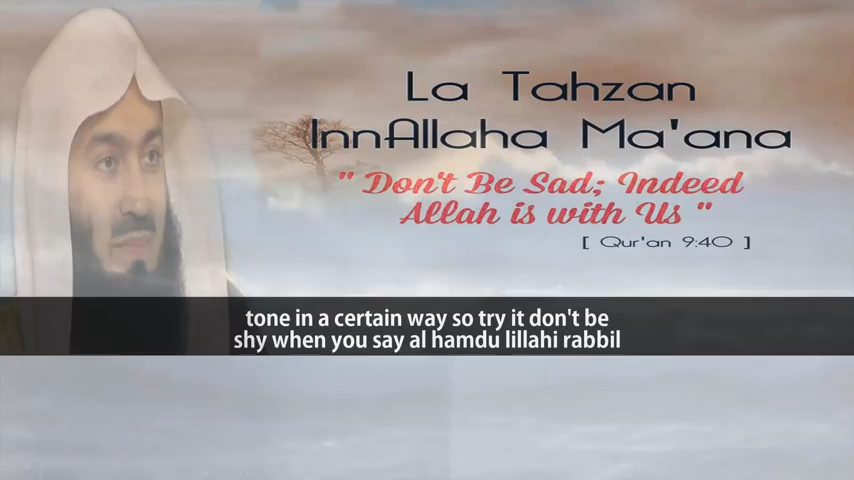 La Tahzan
InnAllaha Ma'ana
" Don't Be Sad; Indeed
Allah is with Us "
[ Qur'an 9:40 ]
tone in a certain way so try it don't be
shy when you say al hamdu lillahi rabbil